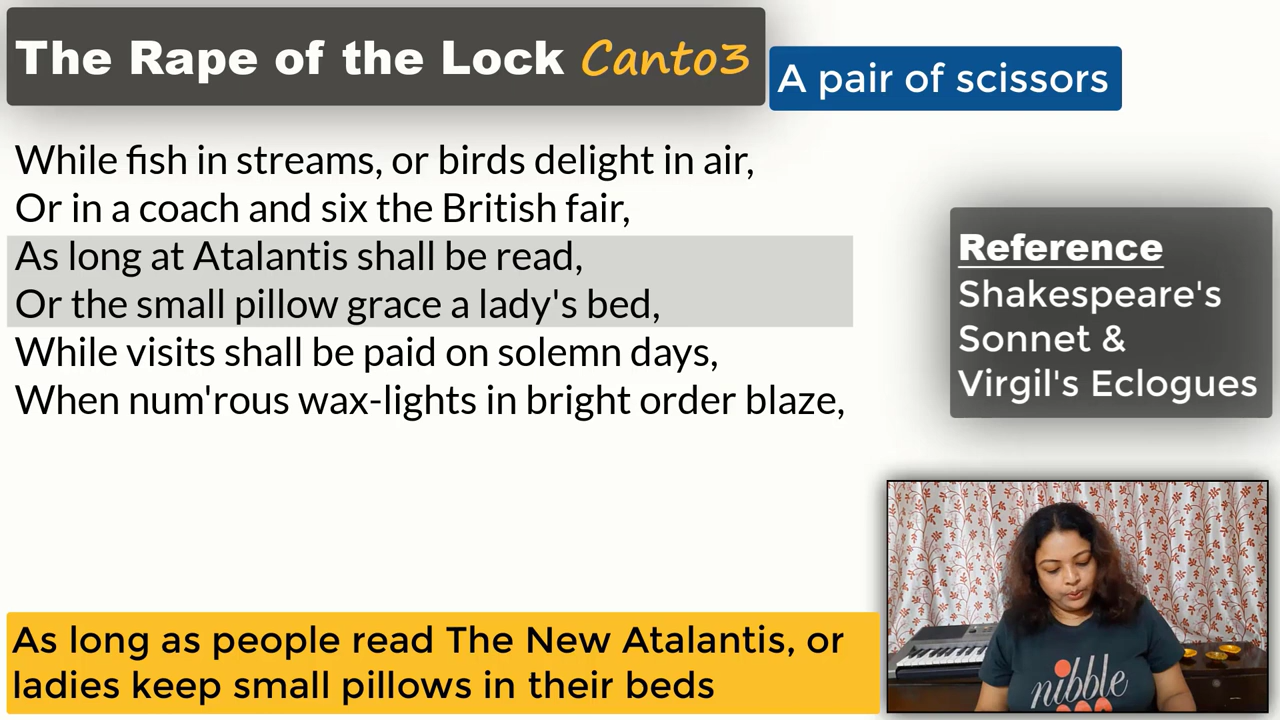 The Rape of the Lock Canto3
A pair of scissors
While fish in streams, or birds delight in air,
Or in a coach and six the British fair,
As long at Atalantis shall be read,
Or the small pillow grace a lady's bed,
While visits shall be paid on solemn days,
When num'rous wax-lights in bright order blaze,
Reference
Shakespeare's
Sonnet &
Virgil's Eclogues
As long as people read The New Atalantis, or
ladies keep small pillows in their beds
nibble